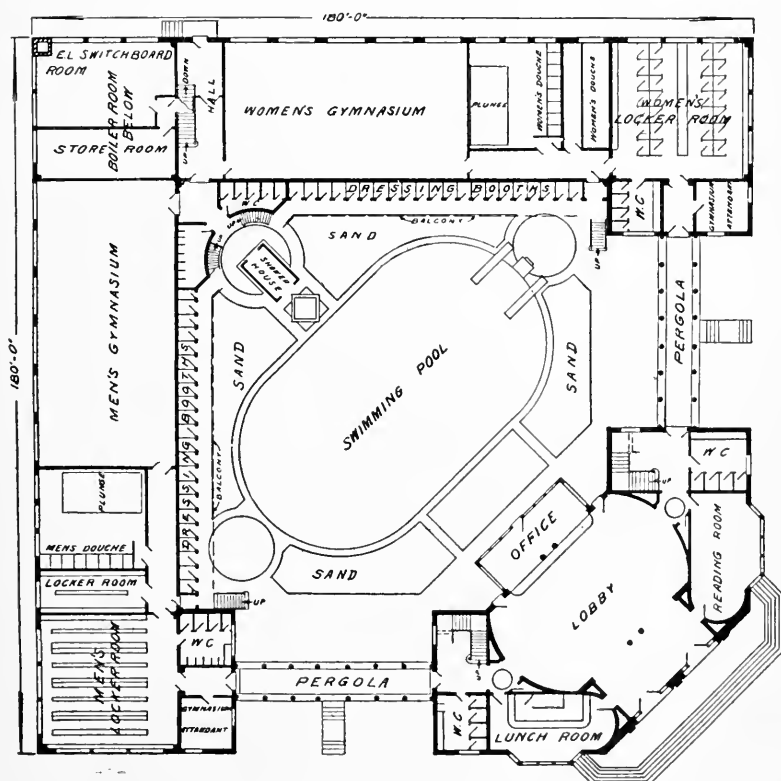 180'-0"
EL SWITCHBOARD
ROOM
BOILER ROOM
BELOW
STORE ROOM
DOWN
UP
HALL
WOMEN'S GYMNASIUM
PLUNGE
WOMEN'S DOUCHE
WOMEN'S DOUCHE
WOMEN'S
LOCKER ROOM
DRESSING BOOTHS
W C
W.C
GYMNASIUM
ATTENDANT
UP
UP
BALCONY
UP
SAND
SHOWER
HOUSE
180'-0"
MEN'S GYMNASIUM
DRESSING BOOTHS
BALCONY
SAND
SWIMMING POOL
SAND
PERGOLA
PLUNGE
MENS DOUCHE
LOCKER ROOM
SAND
UP
OFFICE
UP
W C
LOBBY
READING ROOM
MEN'S
LOCKER ROOM
W C
GYMNASIUM
ATTENDANT
PERGOLA
UP
W.C
LUNCH ROOM